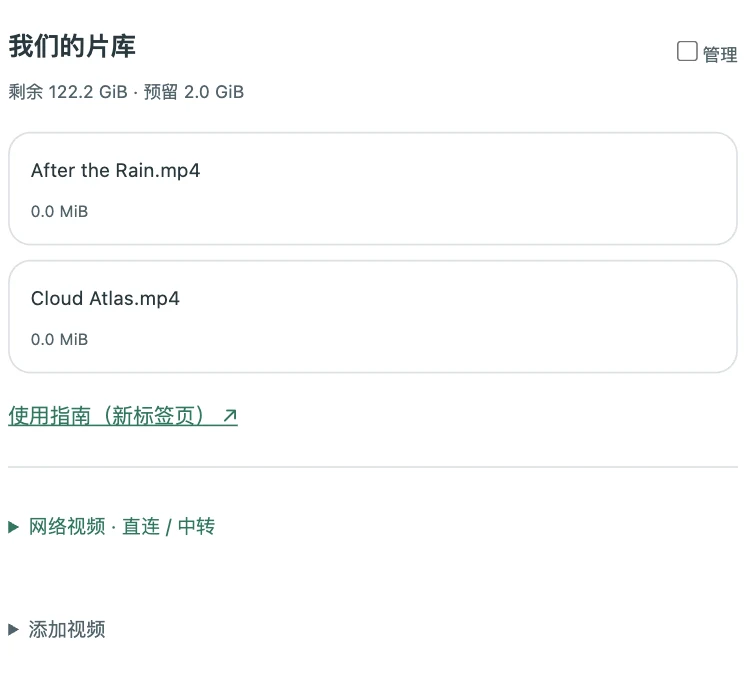 我们的片库
管理
剩余 122.2 GiB · 预留 2.0 GiB
After the Rain.mp4
0.0 MiB
Cloud Atlas.mp4
0.0 MiB
使用指南（新标签页） ↗
▶ 网络视频 · 直连 / 中转
▶ 添加视频